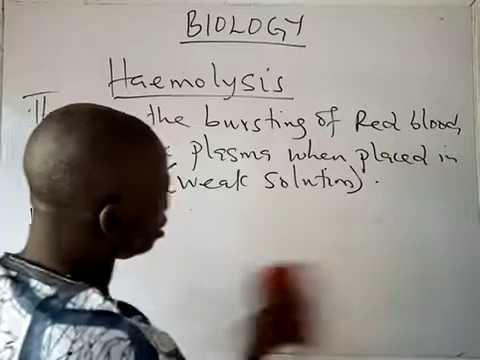 BIOLOGY
Haemolysis
the bursting of Red blood
plasma when placed in
(weak solution).